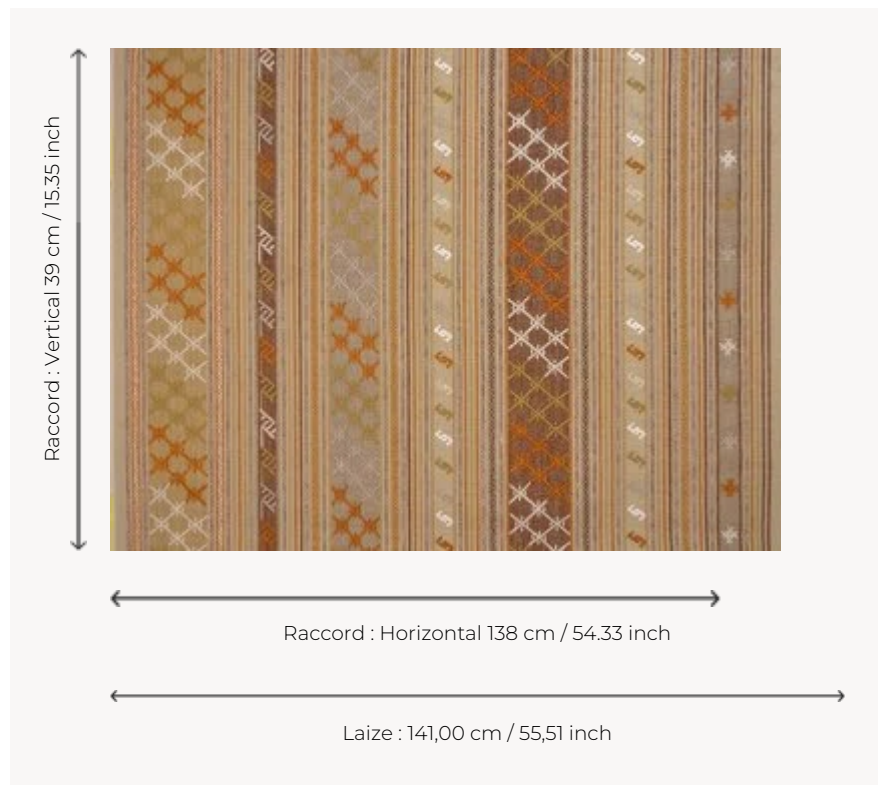 Raccord : Vertical 39 cm / 15.35 inch
Raccord : Horizontal 138 cm / 54.33 inch
Laize : 141,00 cm / 55,51 inch